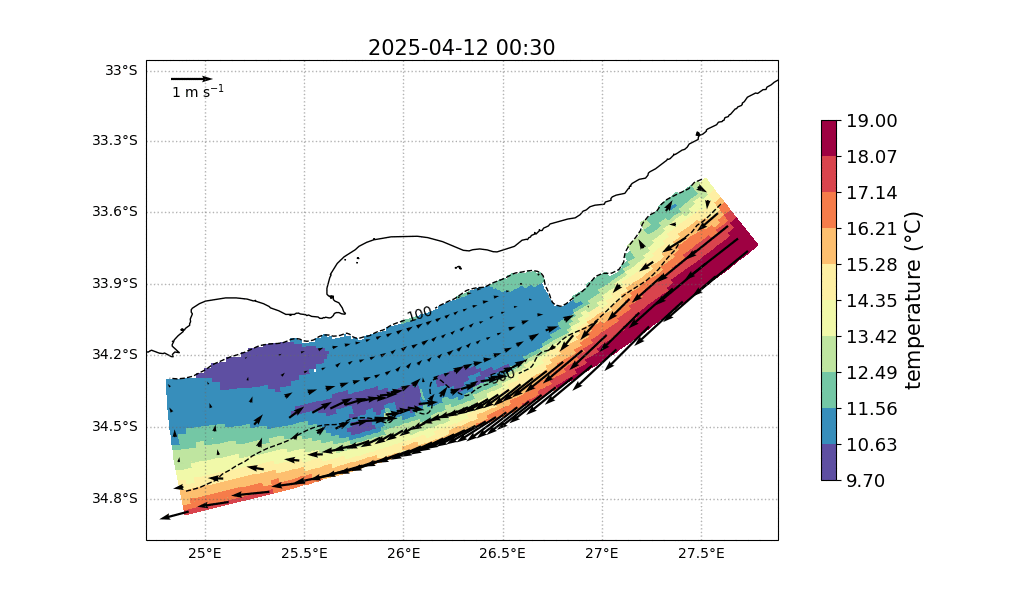 2025-04-12 00:30
33°S
33.3°S
33.6°S
33.9°S
34.2°S
34.5°S
34.8°S
1 m s⁻¹
100
25°E
25.5°E
26°E
26.5°E
27°E
27.5°E
19.00
18.07
17.14
16.21
15.28
14.35
13.42
12.49
11.56
10.63
9.70
temperature (°C)